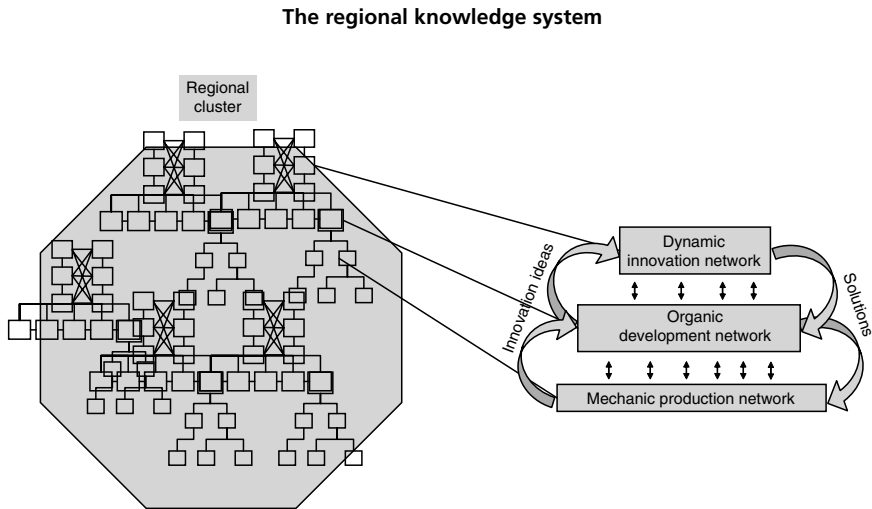 The regional knowledge system
Regional
cluster
Dynamic
innovation network
Innovation ideas
Solutions
Organic
development network
Mechanic production network